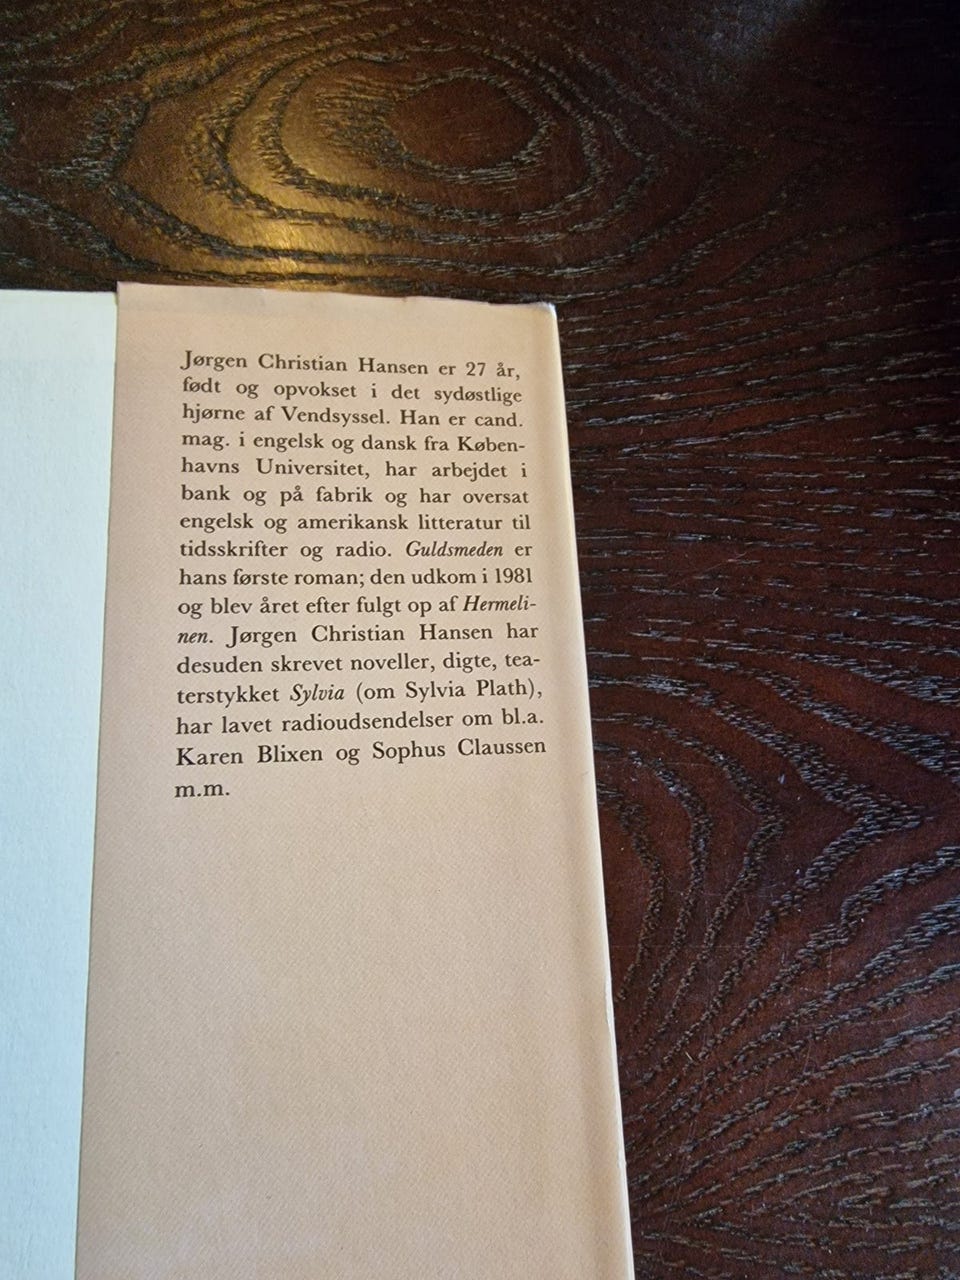 Jørgen Christian Hansen er 27 år,
født og opvokset i det sydøstlige
hjørne af Vendsyssel. Han er cand.
mag. i engelsk og dansk fra Køben-
havns Universitet, har arbejdet i
bank og på fabrik og har oversat
engelsk og amerikansk litteratur til
tidsskrifter og radio. Guldsmeden er
hans første roman; den udkom i 1981
og blev året efter fulgt op af Hermeli-
nen. Jørgen Christian Hansen har
desuden skrevet noveller, digte, tea-
terstykket Sylvia (om Sylvia Plath),
har lavet radioudsendelser om bl.a.
Karen Blixen og Sophus Claussen
m.m.